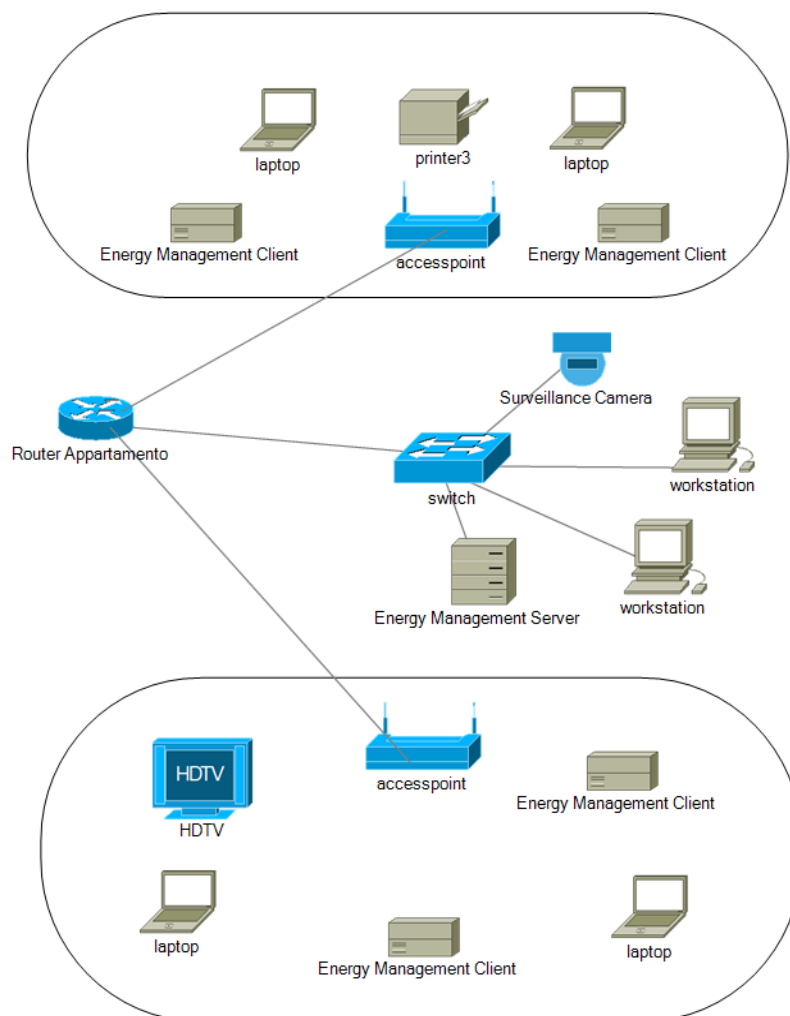 laptop
printer3
laptop
Energy Management Client
accesspoint
Energy Management Client
Surveillance Camera
Router Appartamento
switch
workstation
Energy Management Server
workstation
HDTV
HDTV
accesspoint
Energy Management Client
laptop
Energy Management Client
laptop